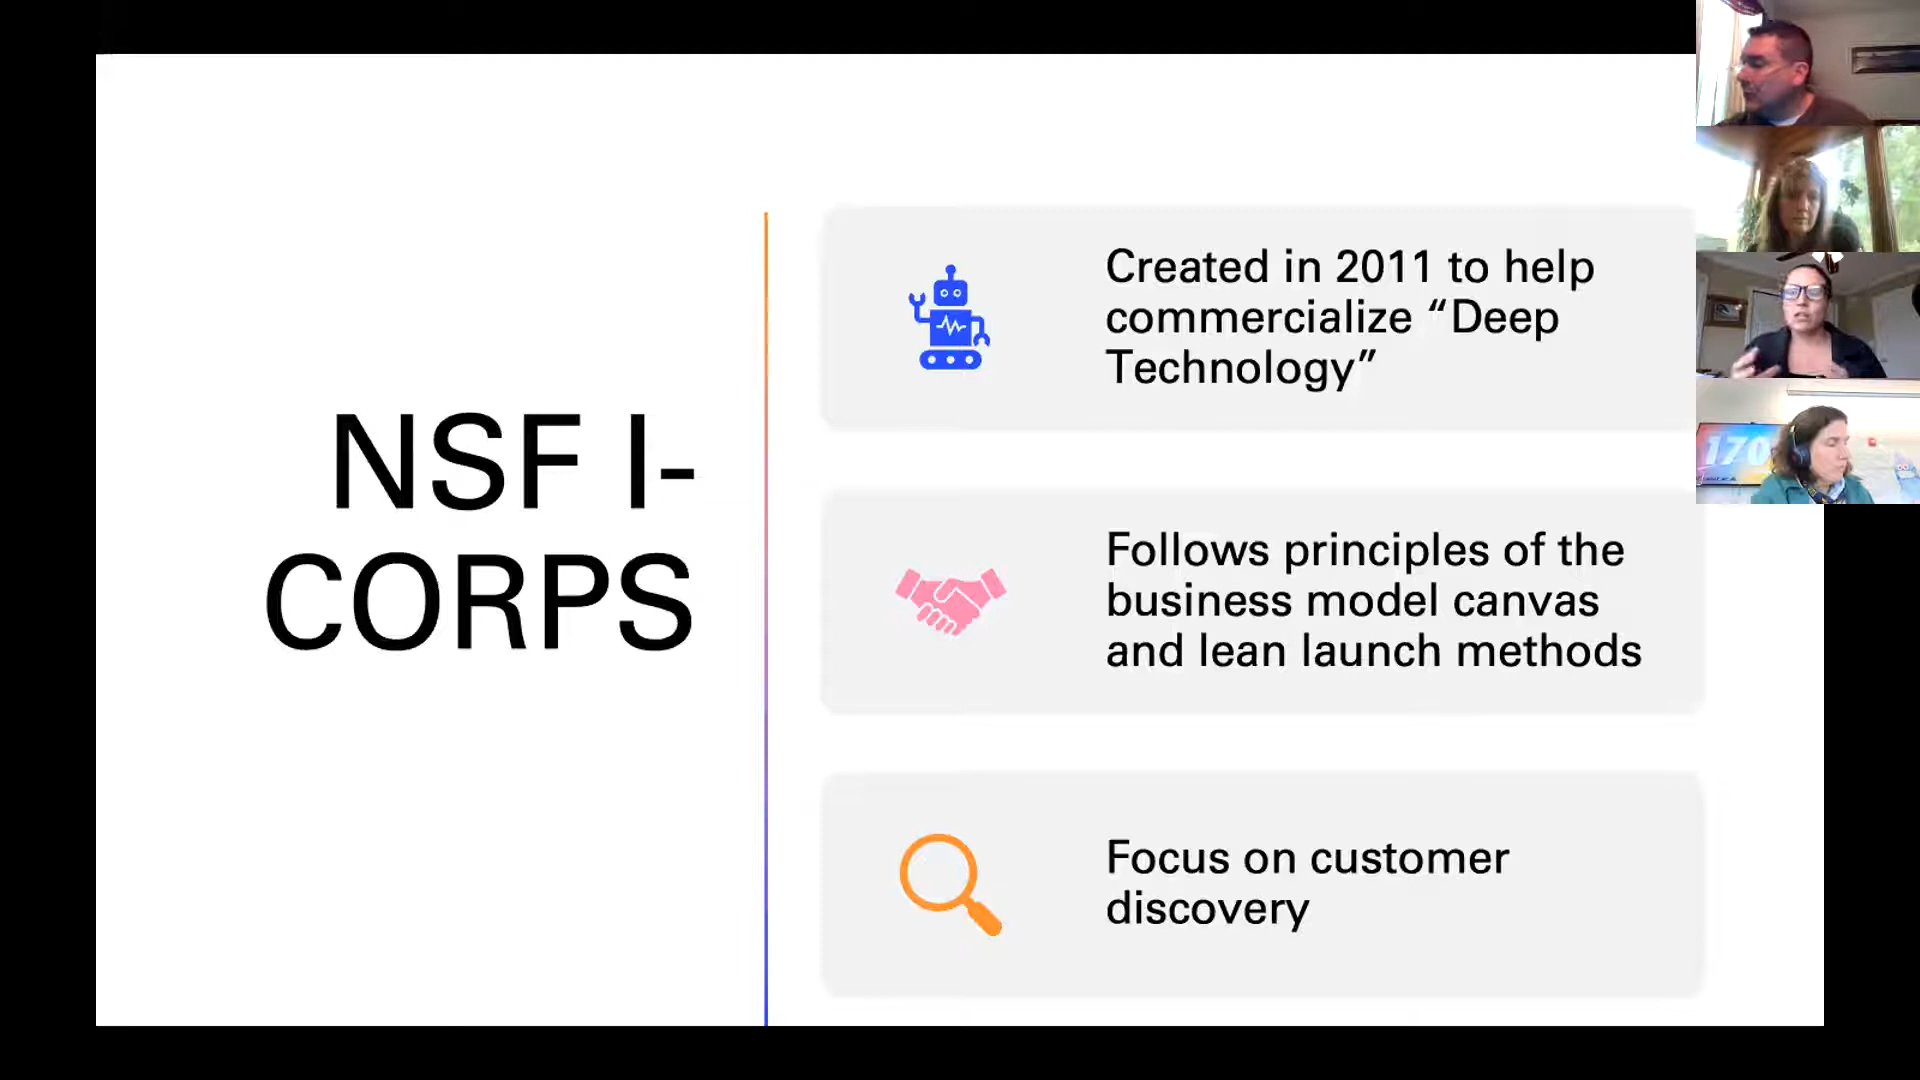 NSF I-
CORPS
Created in 2011 to help
commercialize “Deep
Technology”
Follows principles of the
business model canvas
and lean launch methods
Focus on customer
discovery
170